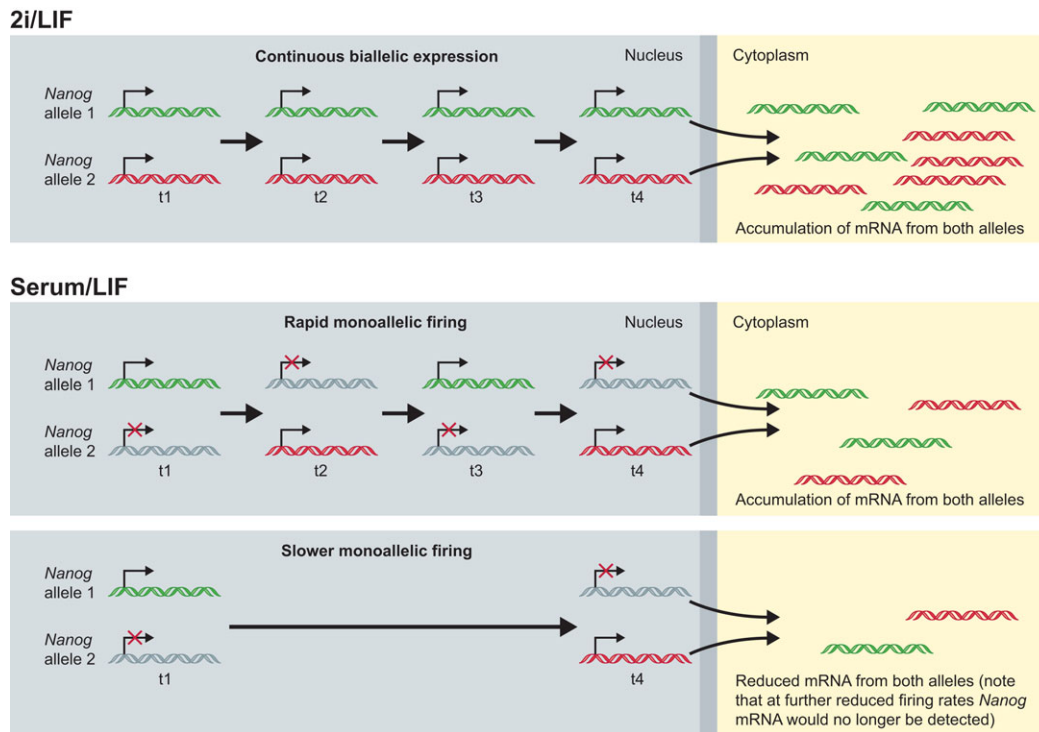 2i/LIF
Continuous biallelic expression
Nucleus
Cytoplasm
Nanog
allele 1
Nanog
allele 2
t1
t2
t3
t4
Accumulation of mRNA from both alleles
Serum/LIF
Rapid monoallelic firing
Nucleus
Cytoplasm
Nanog
allele 1
Nanog
allele 2
t1
t2
t3
t4
Accumulation of mRNA from both alleles
Slower monoallelic firing
Nanog
allele 1
Nanog
allele 2
t1
t4
Reduced mRNA from both alleles (note
that at further reduced firing rates Nanog
mRNA would no longer be detected)